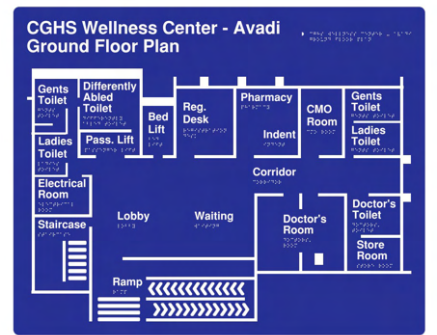 CGHS Wellness Center - Avadi
Ground Floor Plan
Gents
Toilet
Differently
Abled
Toilet
Bed
Lift
Reg.
Desk
Pharmacy
Indent
CMO
Room
Gents
Toilet
Ladies
Toilet
Pass. Lift
Ladies
Toilet
Corridor
Electrical
Room
Staircase
Lobby
Waiting
Doctor's
Room
Doctor's
Toilet
Store
Room
Ramp